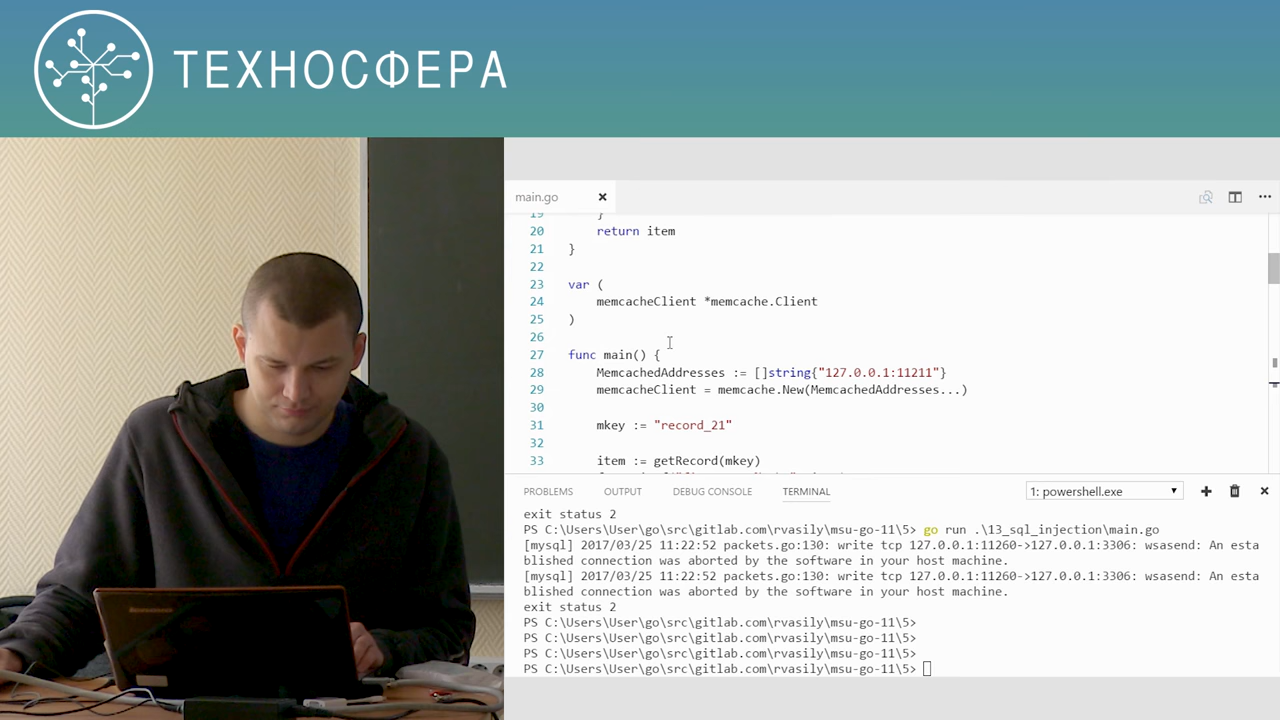 ТЕХНОСФЕРА
main.go
19 }
20 return item
21 }
22
23 var (
24 memcacheClient *memcache.Client
25 )
26
27 func main() {
28 MemcachedAddresses := []string{"127.0.0.1:11211"}
29 memcacheClient = memcache.New(MemcachedAddresses...)
30
31 mkey := "record_21"
32
33 item := getRecord(mkey)
PROBLEMS OUTPUT DEBUG CONSOLE TERMINAL 1: powershell.exe
exit status 2
PS C:\Users\User\go\src\gitlab.com\rvasily\msu-go-11\5> go run .\13_sql_injection\main.go
[mysql] 2017/03/25 11:22:52 packets.go:130: write tcp 127.0.0.1:11260->127.0.0.1:3306: wsasend: An esta
blished connection was aborted by the software in your host machine.
[mysql] 2017/03/25 11:22:52 packets.go:130: write tcp 127.0.0.1:11260->127.0.0.1:3306: wsasend: An esta
blished connection was aborted by the software in your host machine.
exit status 2
PS C:\Users\User\go\src\gitlab.com\rvasily\msu-go-11\5>
PS C:\Users\User\go\src\gitlab.com\rvasily\msu-go-11\5>
PS C:\Users\User\go\src\gitlab.com\rvasily\msu-go-11\5>
PS C:\Users\User\go\src\gitlab.com\rvasily\msu-go-11\5>